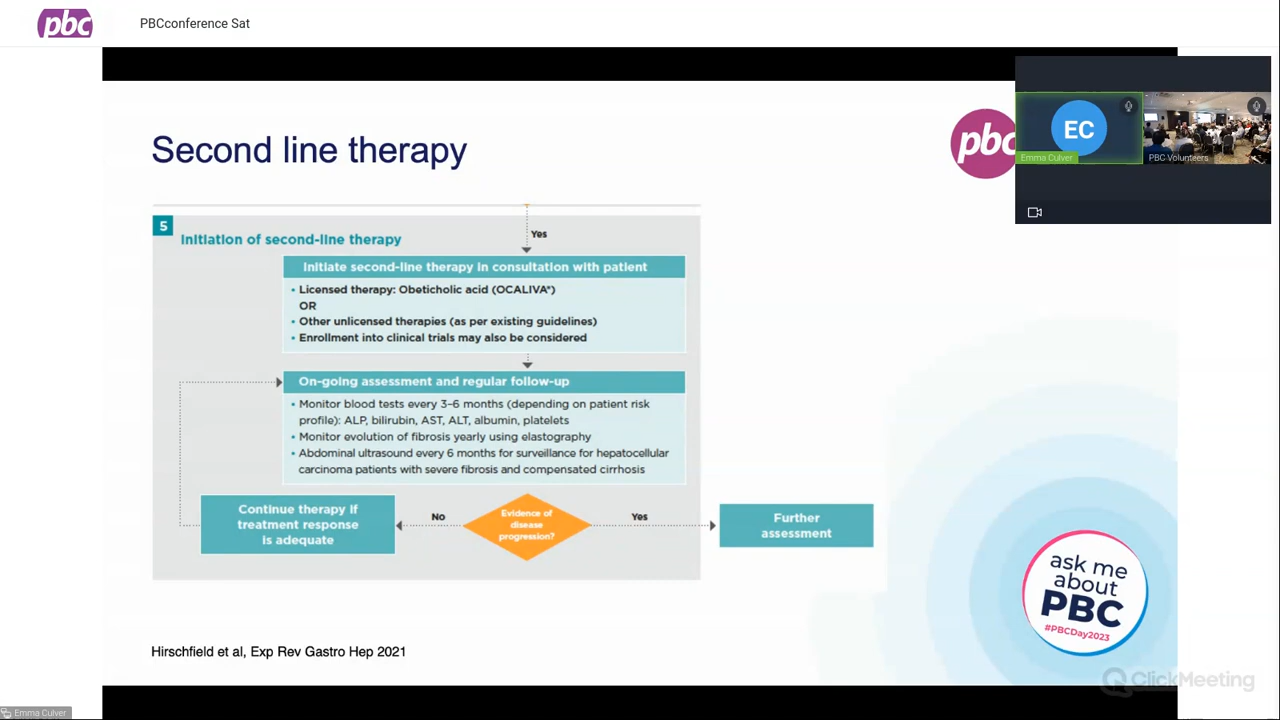 pbc
PBCconference Sat
Second line therapy
pbc
EC
Emma Culver
PBC Volunteers
5
Initiation of second-line therapy
Yes
Initiate second-line therapy in consultation with patient
• Licensed therapy: Obeticholic acid (OCALIVA®)
OR
• Other unlicensed therapies (as per existing guidelines)
• Enrollment into clinical trials may also be considered
On-going assessment and regular follow-up
• Monitor blood tests every 3–6 months (depending on patient risk
profile): ALP, bilirubin, AST, ALT, albumin, platelets
• Monitor evolution of fibrosis yearly using elastography
• Abdominal ultrasound every 6 months for surveillance for hepatocellular
carcinoma patients with severe fibrosis and compensated cirrhosis
Continue therapy if
treatment response
is adequate
No
Evidence of
disease
progression?
Yes
Further
assessment
ask me
about
PBC
#PBCDay2023
Hirschfield et al, Exp Rev Gastro Hep 2021
ClickMeeting
Emma Culver